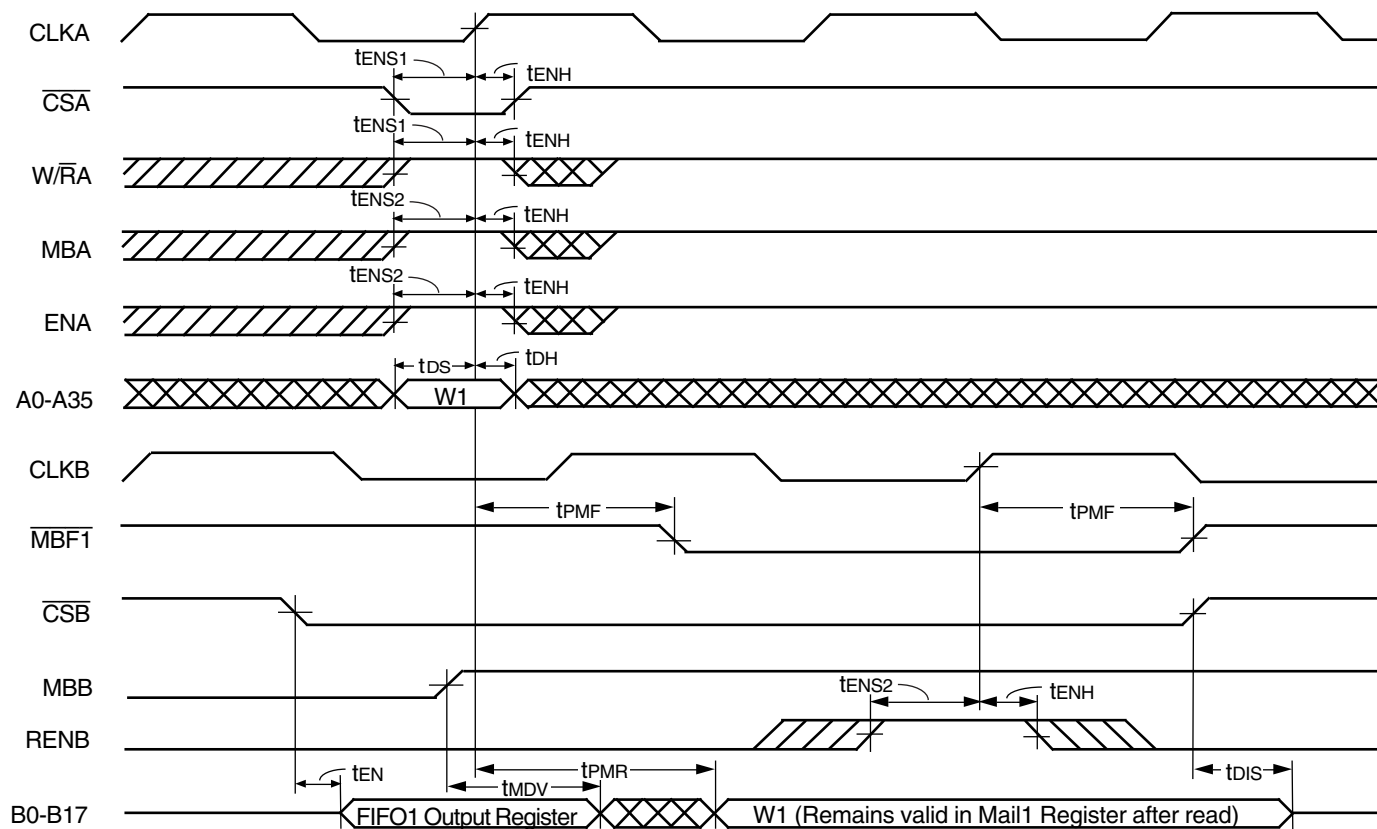 CLKA
tENS1
tENH
CSA
tENS1
tENH
W/RA
tENS2
tENH
MBA
tENS2
tENH
ENA
tDS
tDH
A0-A35
W1
CLKB
tPMF
tPMF
MBF1
CSB
MBB
tENS2
tENH
RENB
tEN
tMDV
tPMR
tDIS
B0-B17
FIFO1 Output Register
W1 (Remains valid in Mail1 Register after read)